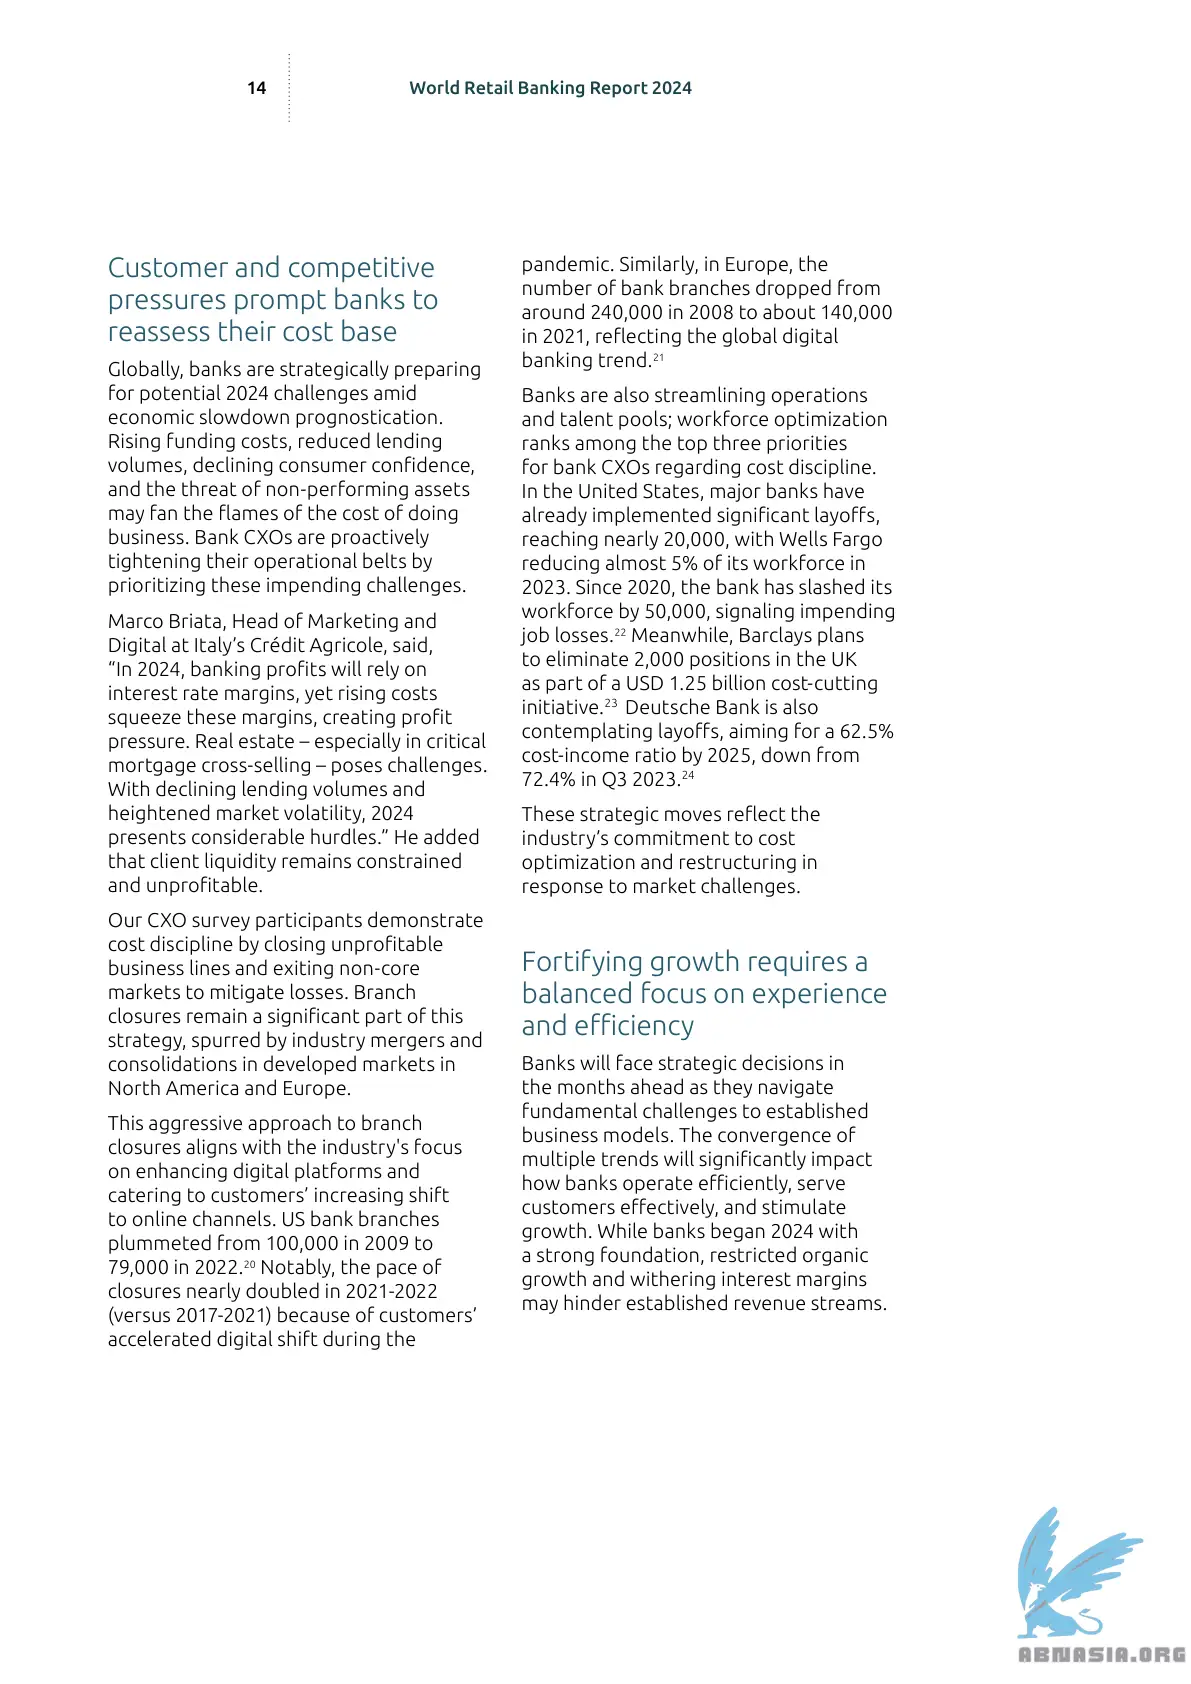 14
World Retail Banking Report 2024
Customer and competitive
pressures prompt banks to
reassess their cost base
Globally, banks are strategically preparing
for potential 2024 challenges amid
economic slowdown prognostication.
Rising funding costs, reduced lending
volumes, declining consumer confidence,
and the threat of non-performing assets
may fan the flames of the cost of doing
business. Bank CXOs are proactively
tightening their operational belts by
prioritizing these impending challenges.
Marco Briata, Head of Marketing and
Digital at Italy’s Crédit Agricole, said,
“In 2024, banking profits will rely on
interest rate margins, yet rising costs
squeeze these margins, creating profit
pressure. Real estate – especially in critical
mortgage cross-selling – poses challenges.
With declining lending volumes and
heightened market volatility, 2024
presents considerable hurdles.” He added
that client liquidity remains constrained
and unprofitable.
Our CXO survey participants demonstrate
cost discipline by closing unprofitable
business lines and exiting non-core
markets to mitigate losses. Branch
closures remain a significant part of this
strategy, spurred by industry mergers and
consolidations in developed markets in
North America and Europe.
This aggressive approach to branch
closures aligns with the industry's focus
on enhancing digital platforms and
catering to customers’ increasing shift
to online channels. US bank branches
plummeted from 100,000 in 2009 to
79,000 in 2022.20 Notably, the pace of
closures nearly doubled in 2021-2022
(versus 2017-2021) because of customers’
accelerated digital shift during the
pandemic. Similarly, in Europe, the
number of bank branches dropped from
around 240,000 in 2008 to about 140,000
in 2021, reflecting the global digital
banking trend.21
Banks are also streamlining operations
and talent pools; workforce optimization
ranks among the top three priorities
for bank CXOs regarding cost discipline.
In the United States, major banks have
already implemented significant layoffs,
reaching nearly 20,000, with Wells Fargo
reducing almost 5% of its workforce in
2023. Since 2020, the bank has slashed its
workforce by 50,000, signaling impending
job losses.22 Meanwhile, Barclays plans
to eliminate 2,000 positions in the UK
as part of a USD 1.25 billion cost-cutting
initiative.23 Deutsche Bank is also
contemplating layoffs, aiming for a 62.5%
cost-income ratio by 2025, down from
72.4% in Q3 2023.24
These strategic moves reflect the
industry’s commitment to cost
optimization and restructuring in
response to market challenges.
Fortifying growth requires a
balanced focus on experience
and efficiency
Banks will face strategic decisions in
the months ahead as they navigate
fundamental challenges to established
business models. The convergence of
multiple trends will significantly impact
how banks operate efficiently, serve
customers effectively, and stimulate
growth. While banks began 2024 with
a strong foundation, restricted organic
growth and withering interest margins
may hinder established revenue streams.
ABNASIA.ORG